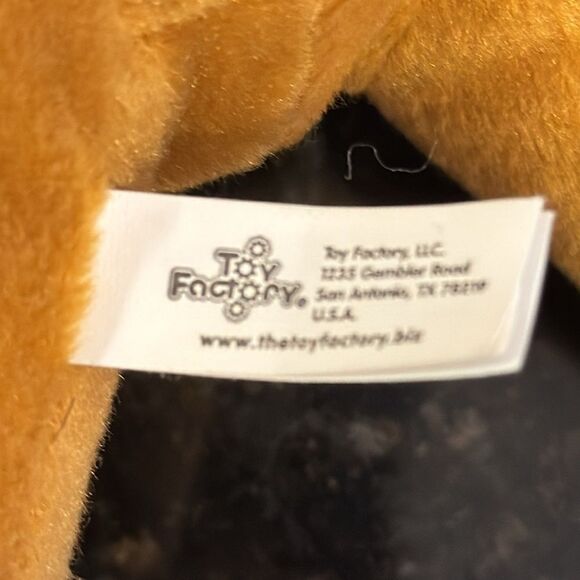 Toy
Factory®
Toy Factory, LLC.
1235 Gembler Road
San Antonio, TX 78219
U.S.A.
www.thetoyfactory.biz